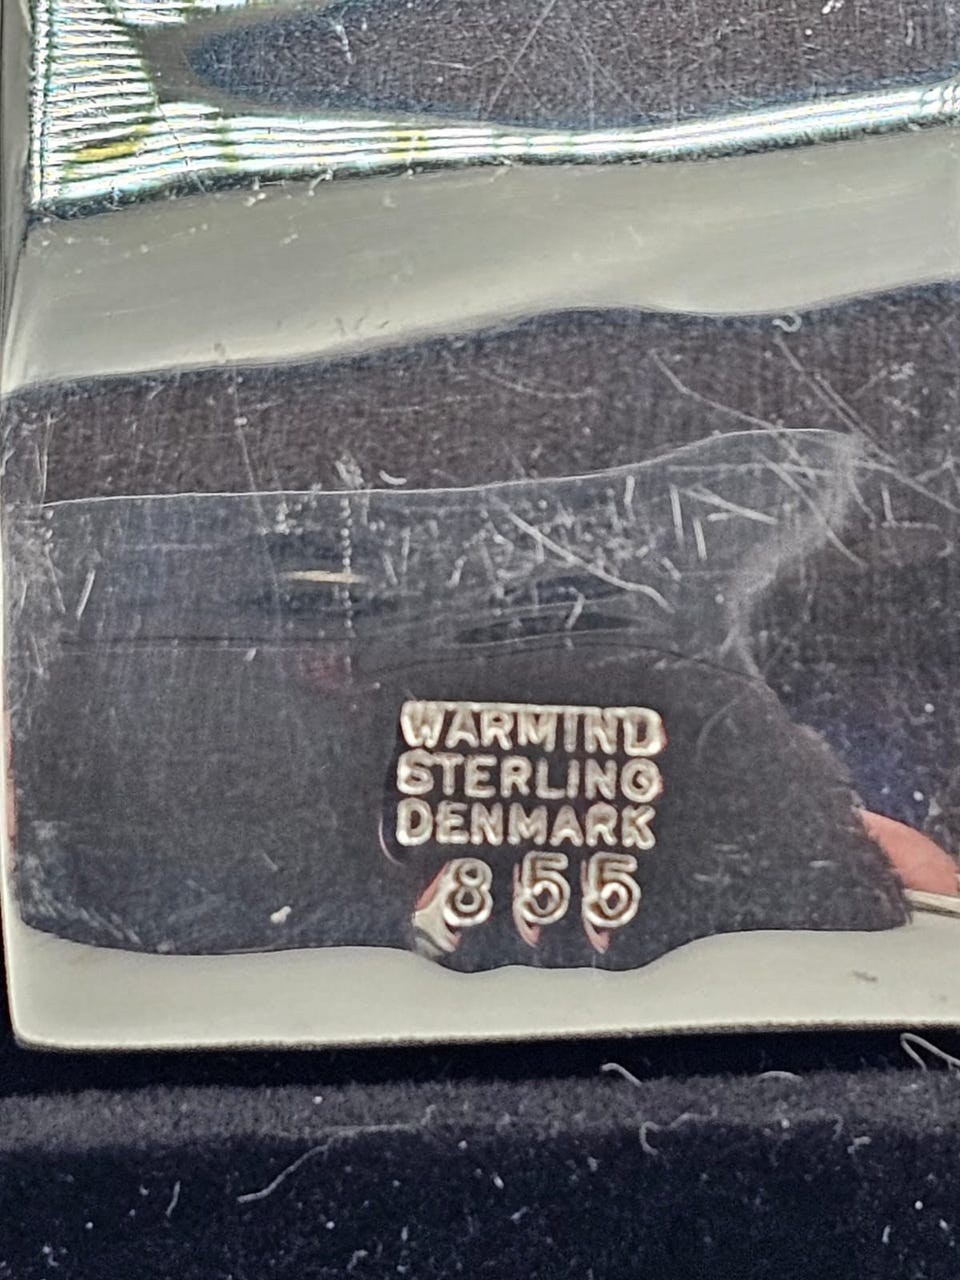 WARMIND
STERLING
DENMARK
855